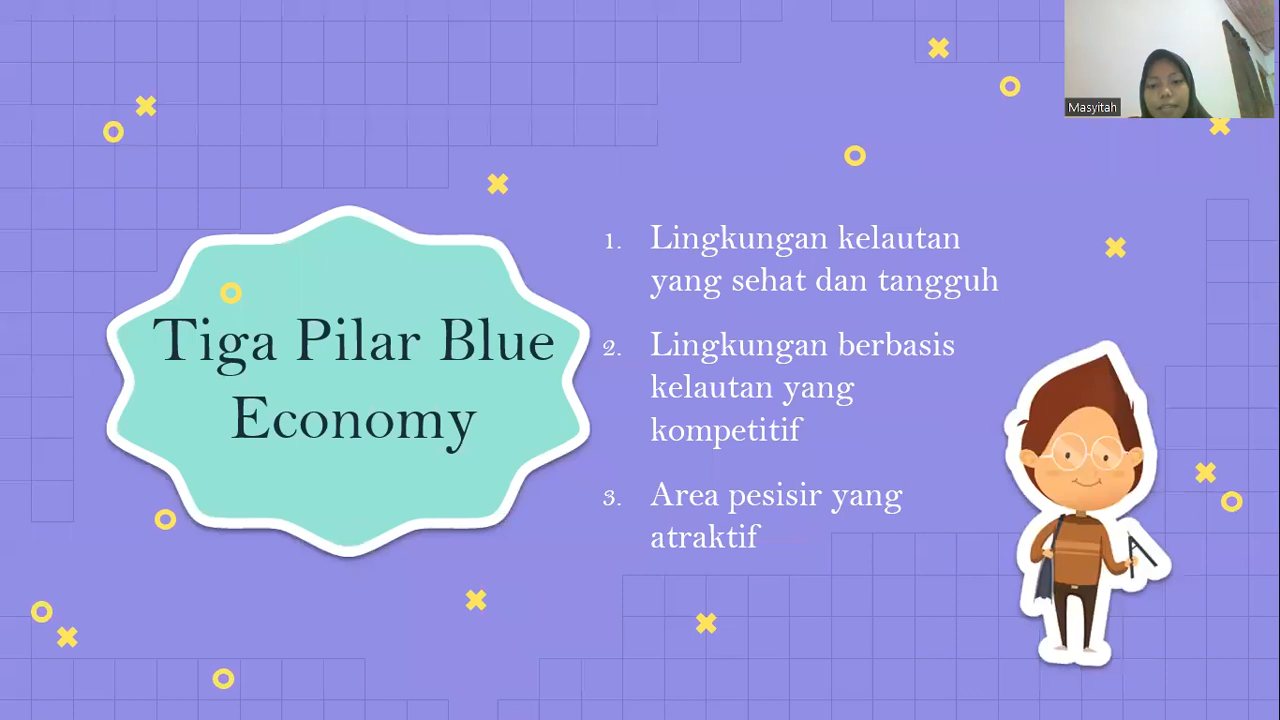 Masyitah
Tiga Pilar Blue
Economy
1. Lingkungan kelautan
yang sehat dan tangguh
2. Lingkungan berbasis
kelautan yang
kompetitif
3. Area pesisir yang
atraktif